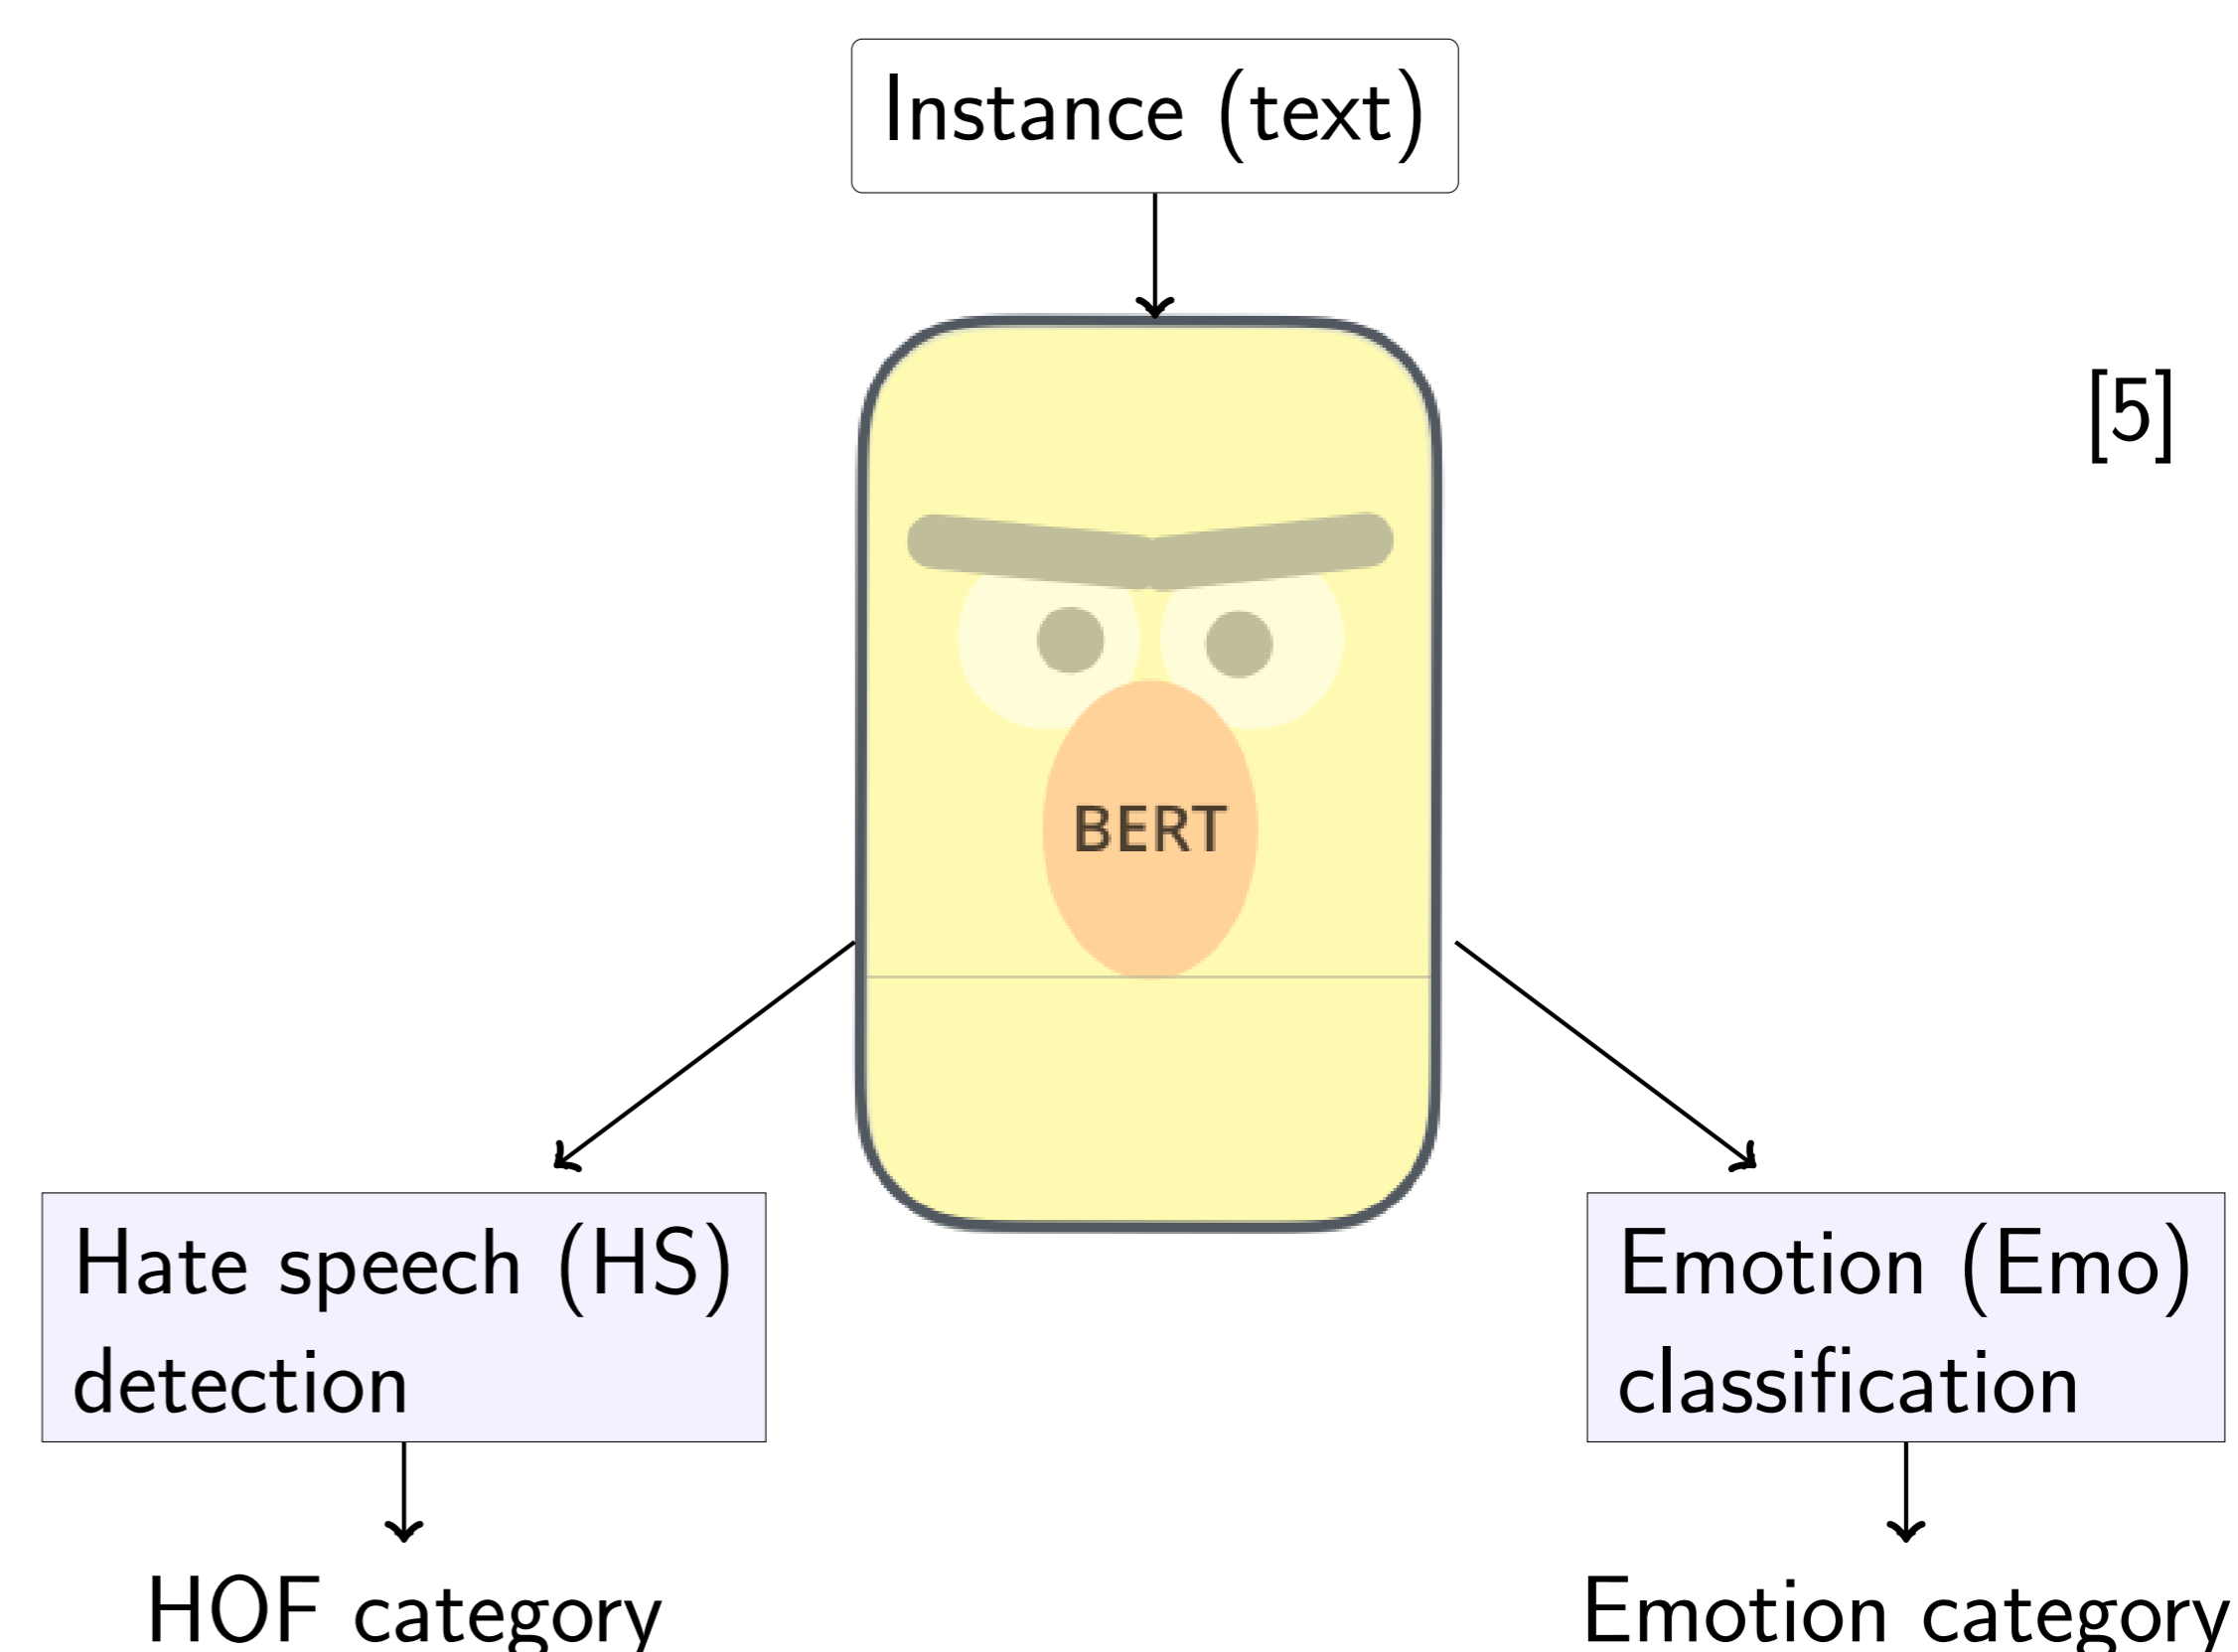 Instance (text)
[5]
BERT
Hate speech (HS)
detection
Emotion (Emo)
classification
HOF category
Emotion category